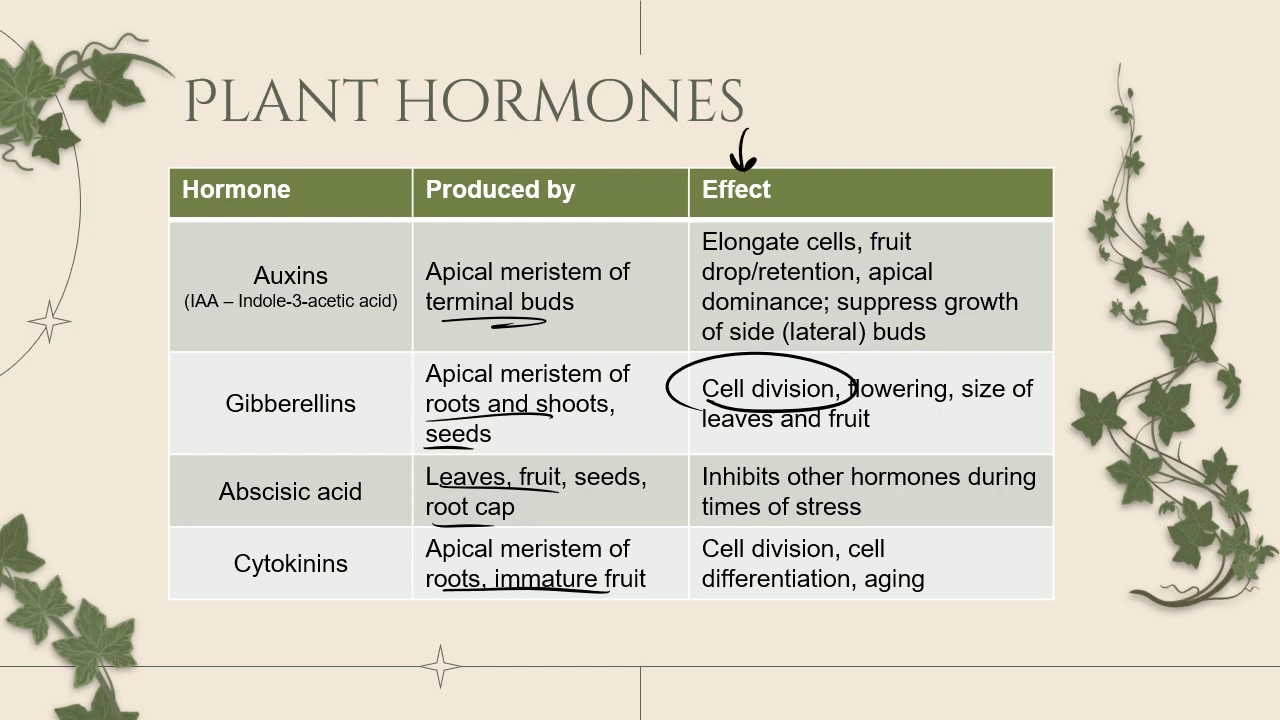 PLANT HORMONES
Hormone
Produced by
Effect
Auxins
(IAA – Indole-3-acetic acid)
Apical meristem of
terminal buds
Elongate cells, fruit
drop/retention, apical
dominance; suppress growth
of side (lateral) buds
Gibberellins
Apical meristem of
roots and shoots,
seeds
Cell division, flowering, size of
leaves and fruit
Abscisic acid
Leaves, fruit, seeds,
root cap
Inhibits other hormones during
times of stress
Cytokinins
Apical meristem of
roots, immature fruit
Cell division, cell
differentiation, aging